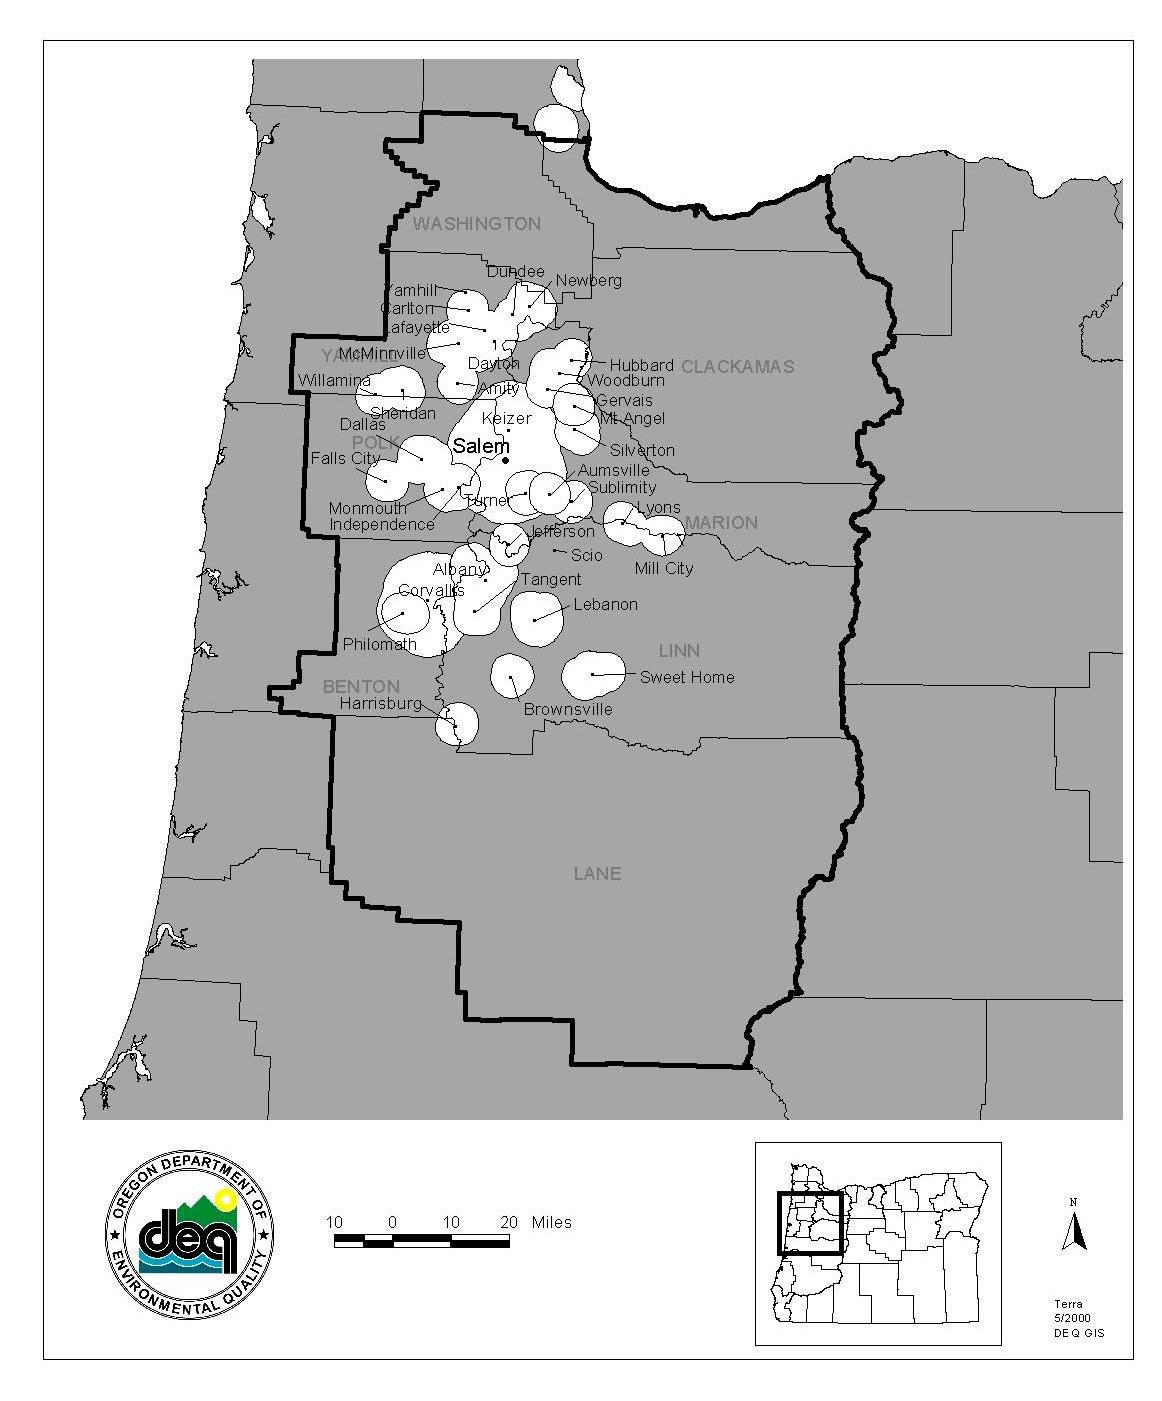 WASHINGTON
Dundee
Newberg
Yamhill
Carlton
Lafayette
YAMHILL
McMinnville
Dayton
Hubbard
CLACKAMAS
Willamina
Amity
Woodburn
Sheridan
Gervais
Dallas
Keizer
Mt Angel
POLK
Salem
Silverton
Falls City
Aumsville
Sublimity
Monmouth
Turner
Lyons
Independence
MARION
Jefferson
Scio
Albany
Mill City
Corvallis
Tangent
Lebanon
Philomath
LINN
BENTON
Sweet Home
Harrisburg
Brownsville
LANE
OREGON DEPARTMENT OF
ENVIRONMENTAL QUALITY
deq
10 0 10 20 Miles
N
Terra
5/2000
DEQ GIS